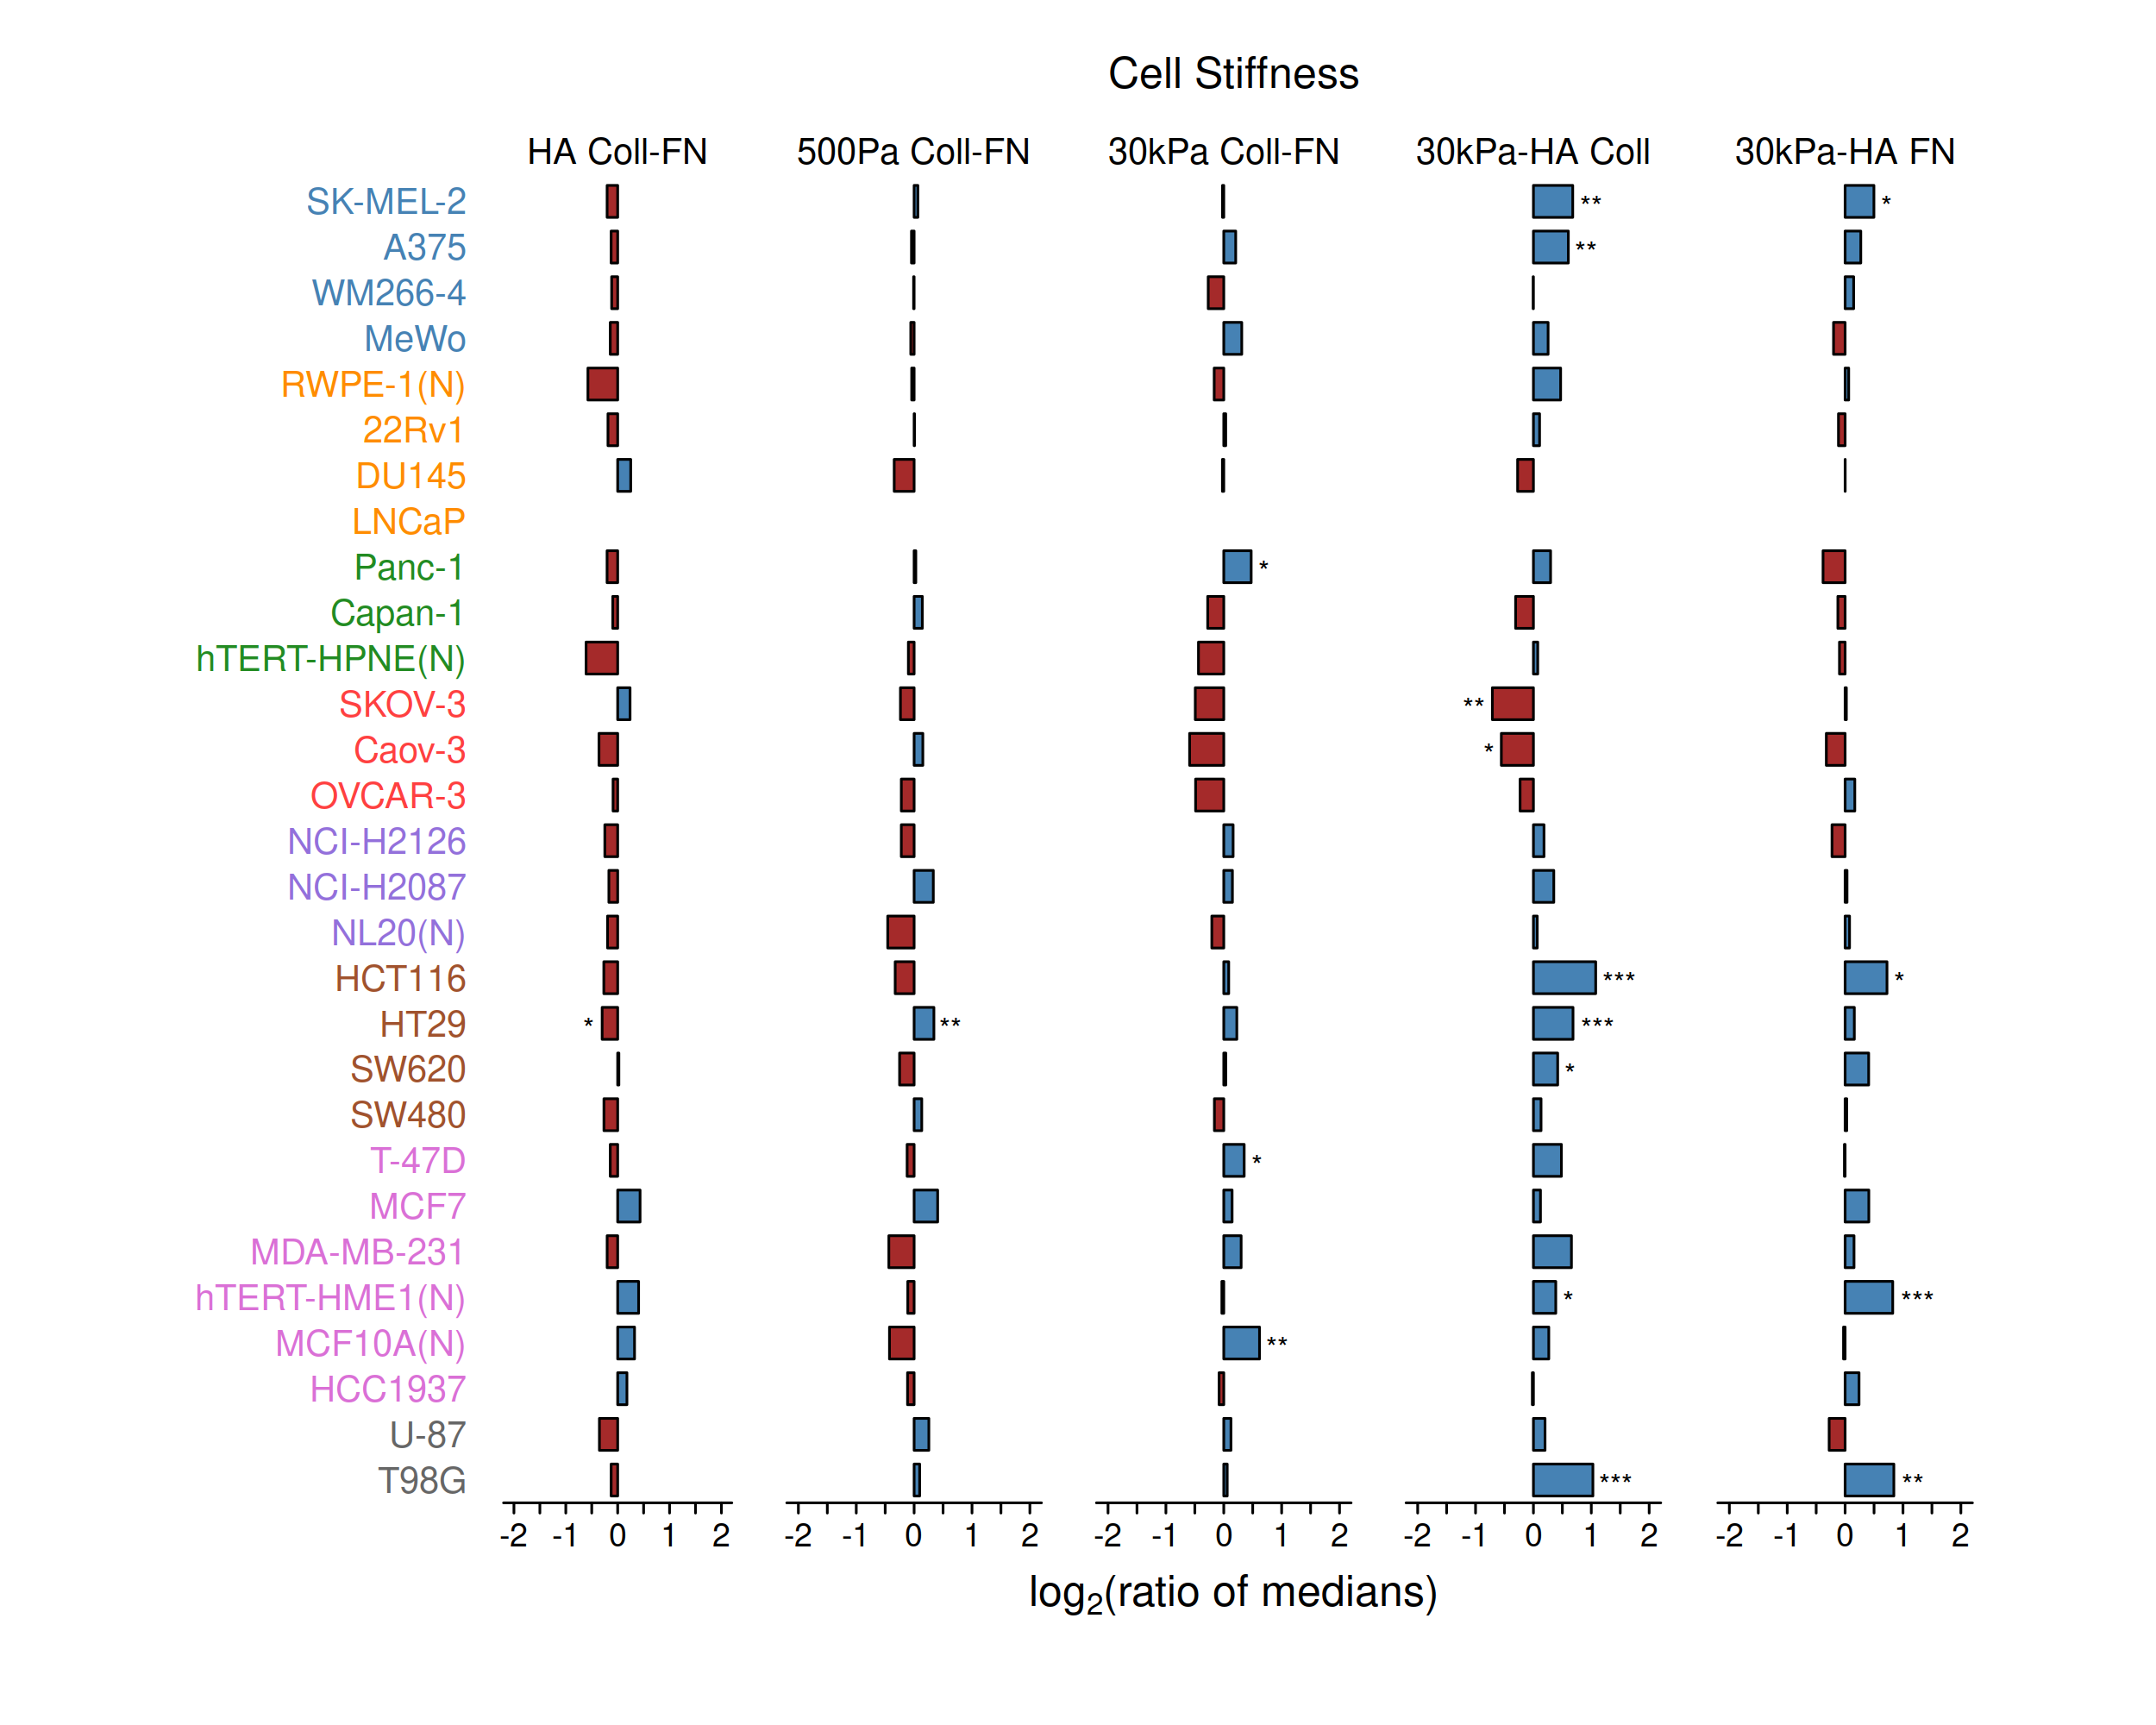 Cell Stiffness
HA Coll-FN 500Pa Coll-FN 30kPa Coll-FN 30kPa-HA Coll 30kPa-HA FN
SK-MEL-2 ** *
A375 **
WM266-4
MeWo
RWPE-1(N)
22Rv1
DU145
LNCaP
Panc-1 *
Capan-1
hTERT-HPNE(N)
SKOV-3 **
Caov-3 *
OVCAR-3
NCI-H2126
NCI-H2087
NL20(N)
HCT116 *** *
HT29 * ** ***
SW620 *
SW480
T-47D *
MCF7
MDA-MB-231
hTERT-HME1(N) * ***
MCF10A(N) **
HCC1937
U-87
T98G *** **
-2 -1 0 1 2 -2 -1 0 1 2 -2 -1 0 1 2 -2 -1 0 1 2 -2 -1 0 1 2
log2(ratio of medians)